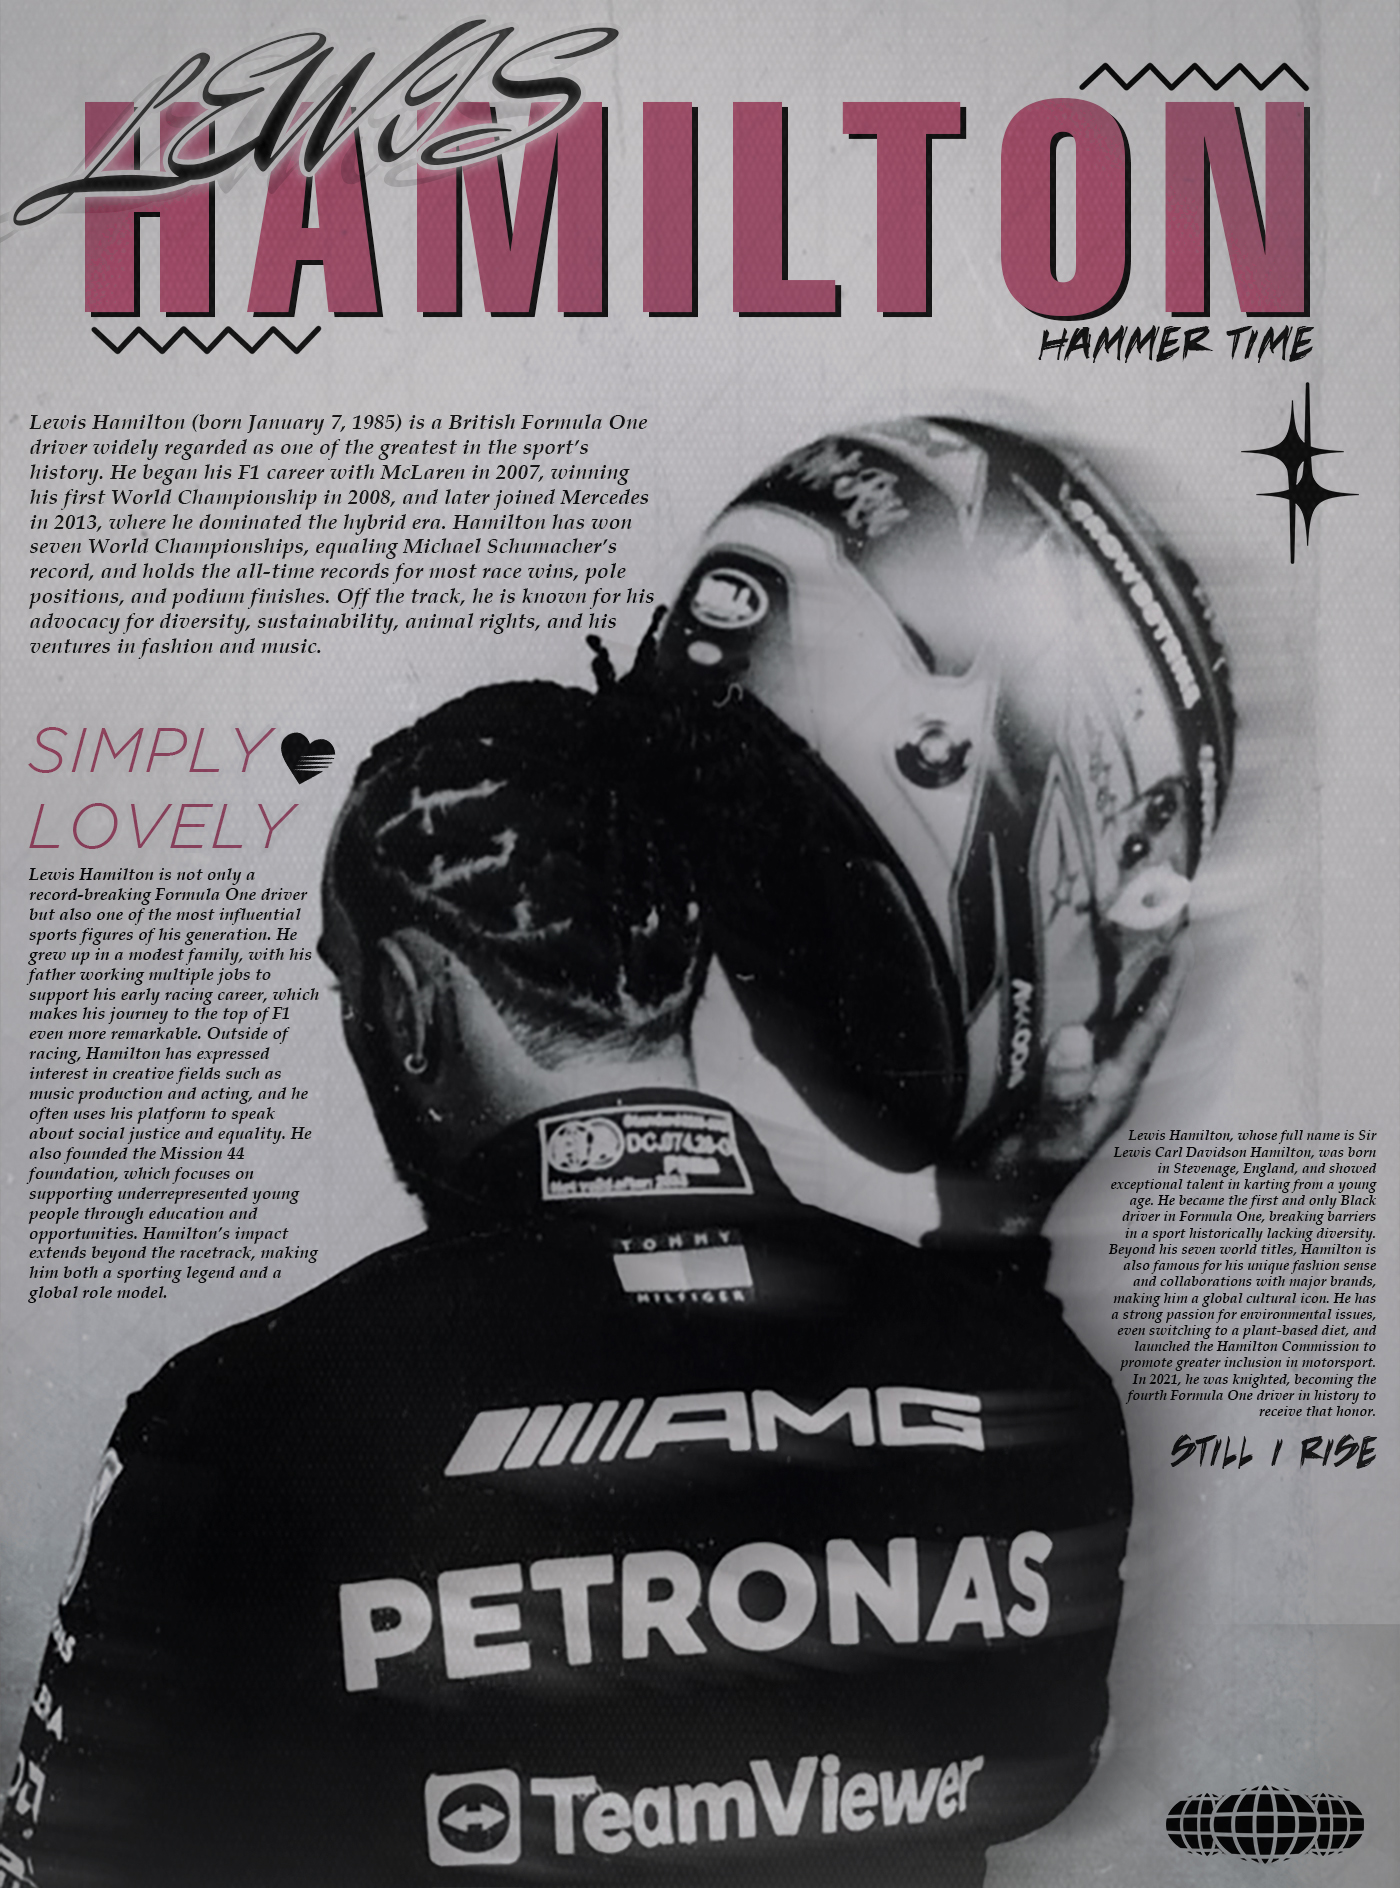 LEWIS
HAMILTON
HAMMER TIME
Lewis Hamilton (born January 7, 1985) is a British Formula One
driver widely regarded as one of the greatest in the sport's
history. He began his F1 career with McLaren in 2007, winning
his first World Championship in 2008, and later joined Mercedes
in 2013, where he dominated the hybrid era. Hamilton has won
seven World Championships, equaling Michael Schumacher's
record, and holds the all-time records for most race wins, pole
positions, and podium finishes. Off the track, he is known for his
advocacy for diversity, sustainability, animal rights, and his
ventures in fashion and music.
SIMPLY
LOVELY
Lewis Hamilton is not only a
record-breaking Formula One driver
but also one of the most influential
sports figures of his generation. He
grew up in a modest family, with his
father working multiple jobs to
support his early racing career, which
makes his journey to the top of F1
even more remarkable. Outside of
racing, Hamilton has expressed
interest in creative fields such as
music production and acting, and he
often uses his platform to speak
about social justice and equality. He
also founded the Mission 44
foundation, which focuses on
supporting underrepresented young
people through education and
opportunities. Hamilton's impact
extends beyond the racetrack, making
him both a sporting legend and a
global role model.
Lewis Hamilton, whose full name is Sir
Lewis Carl Davidson Hamilton, was born
in Stevenage, England, and showed
exceptional talent in karting from a young
age. He became the first and only Black
driver in Formula One, breaking barriers
in a sport historically lacking diversity.
Beyond his seven world titles, Hamilton is
also famous for his unique fashion sense
and collaborations with major brands,
making him a global cultural icon. He has
a strong passion for environmental issues,
even switching to a plant-based diet, and
launched the Hamilton Commission to
promote greater inclusion in motorsport.
In 2021, he was knighted, becoming the
fourth Formula One driver in history to
receive that honor.
STILL I RISE
TOMMY
HILFIGER
AMG
PETRONAS
TeamViewer